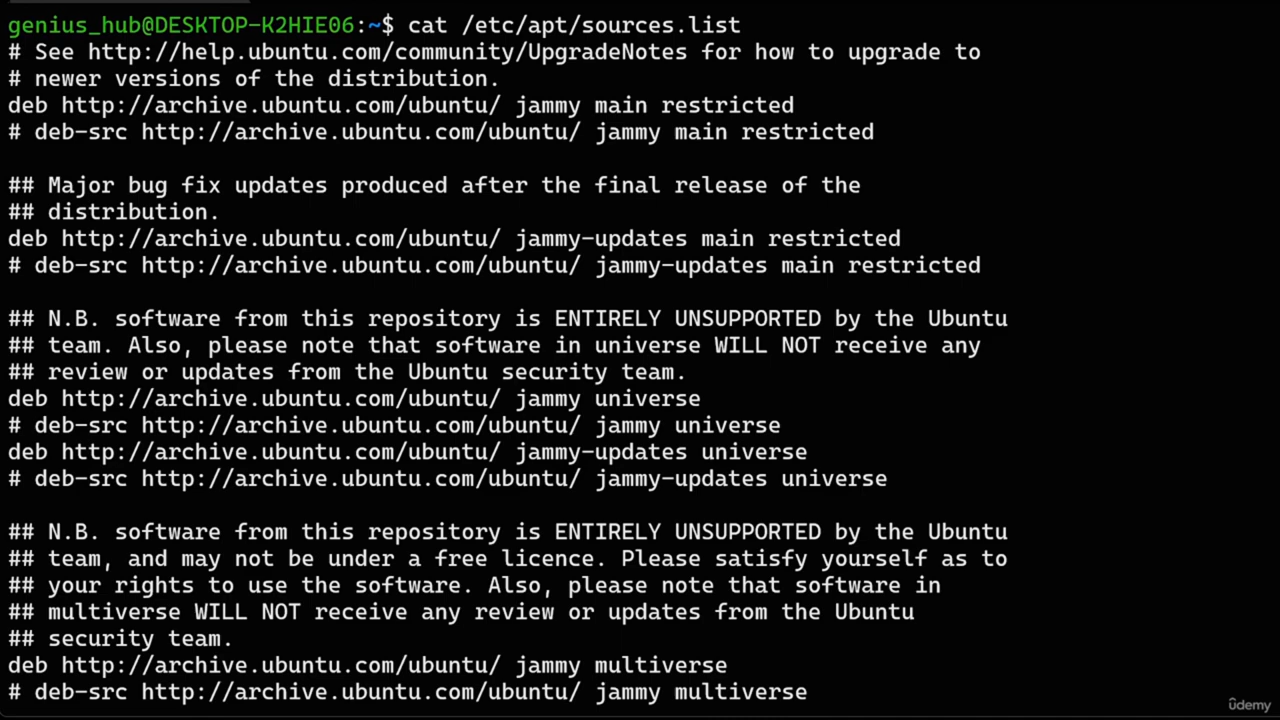 genius_hub@DESKTOP-K2HIE06:~$ cat /etc/apt/sources.list
# See http://help.ubuntu.com/community/UpgradeNotes for how to upgrade to
# newer versions of the distribution.
deb http://archive.ubuntu.com/ubuntu/ jammy main restricted
# deb-src http://archive.ubuntu.com/ubuntu/ jammy main restricted

## Major bug fix updates produced after the final release of the
## distribution.
deb http://archive.ubuntu.com/ubuntu/ jammy-updates main restricted
# deb-src http://archive.ubuntu.com/ubuntu/ jammy-updates main restricted

## N.B. software from this repository is ENTIRELY UNSUPPORTED by the Ubuntu
## team. Also, please note that software in universe WILL NOT receive any
## review or updates from the Ubuntu security team.
deb http://archive.ubuntu.com/ubuntu/ jammy universe
# deb-src http://archive.ubuntu.com/ubuntu/ jammy universe
deb http://archive.ubuntu.com/ubuntu/ jammy-updates universe
# deb-src http://archive.ubuntu.com/ubuntu/ jammy-updates universe

## N.B. software from this repository is ENTIRELY UNSUPPORTED by the Ubuntu
## team, and may not be under a free licence. Please satisfy yourself as to
## your rights to use the software. Also, please note that software in
## multiverse WILL NOT receive any review or updates from the Ubuntu
## security team.
deb http://archive.ubuntu.com/ubuntu/ jammy multiverse
# deb-src http://archive.ubuntu.com/ubuntu/ jammy multiverse
ûdemy